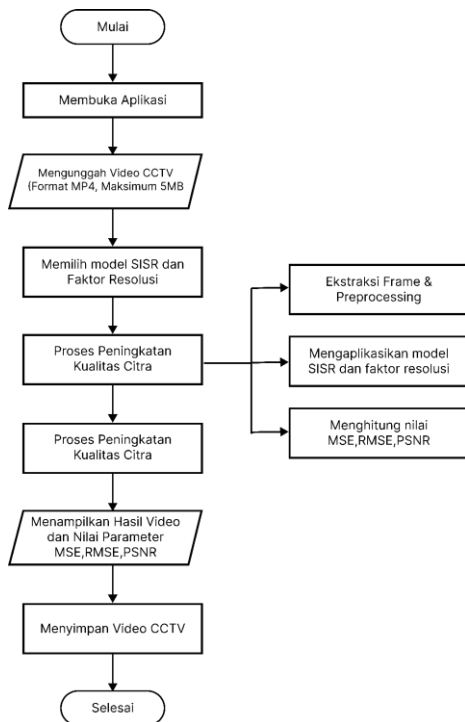 Mulai
Membuka Aplikasi
Mengunggah Video CCTV
(Format MP4, Maksimum 5MB
Memilih model SISR dan
Faktor Resolusi
Proses Peningkatan
Kualitas Citra
Ekstraksi Frame &
Preprocessing
Mengaplikasikan model
SISR dan faktor resolusi
Menghitung nilai
MSE,RMSE,PSNR
Proses Peningkatan
Kualitas Citra
Menampilkan Hasil Video
dan Nilai Parameter
MSE,RMSE,PSNR
Menyimpan Video CCTV
Selesai